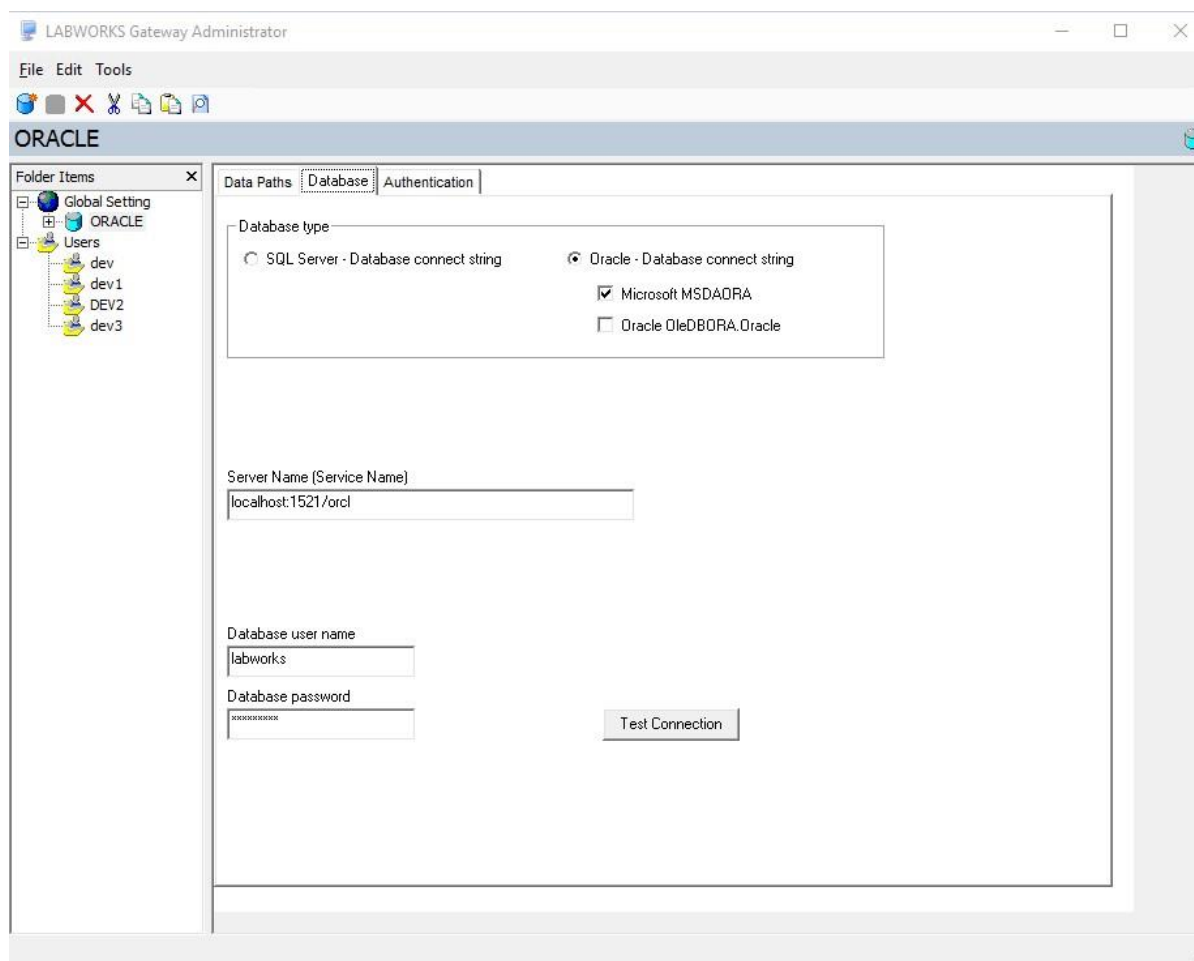 LABWORKS Gateway Administrator
File Edit Tools
ORACLE
Folder Items
Global Setting
ORACLE
Users
dev
dev1
DEV2
dev3
Data Paths Database Authentication
Database type
SQL Server - Database connect string Oracle - Database connect string
Microsoft MSDAORA
Oracle OleDBORA.Oracle
Server Name (Service Name)
localhost:1521/orcl
Database user name
labworks
Database password
×××××××××
Test Connection